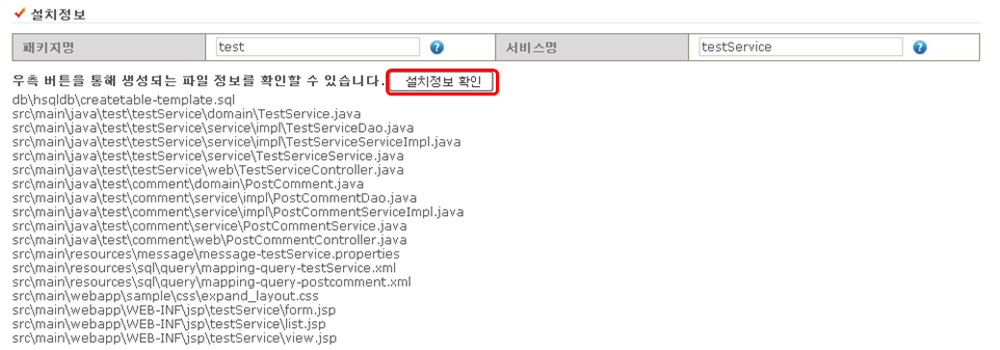 설치정보
패키지명 test ? 서비스명 testService ?
우측 버튼을 통해 생성되는 파일 정보를 확인할 수 있습니다. 설치정보 확인
db\hsqldb\createtable-template.sql
src\main\java\test\testService\domain\TestService.java
src\main\java\test\testService\service\impl\TestServiceDao.java
src\main\java\test\testService\service\impl\TestServiceServiceImpl.java
src\main\java\test\testService\service\TestServiceService.java
src\main\java\test\testService\web\TestServiceController.java
src\main\java\test\comment\domain\PostComment.java
src\main\java\test\comment\service\impl\PostCommentDao.java
src\main\java\test\comment\service\impl\PostCommentServiceImpl.java
src\main\java\test\comment\service\PostCommentService.java
src\main\java\test\comment\web\PostCommentController.java
src\main\resources\message\message-testService.properties
src\main\resources\sql\query\mapping-query-testService.xml
src\main\resources\sql\query\mapping-query-postcomment.xml
src\main\webapp\sample\css\expand_layout.css
src\main\webapp\WEB-INF\jsp\testService\form.jsp
src\main\webapp\WEB-INF\jsp\testService\list.jsp
src\main\webapp\WEB-INF\jsp\testService\view.jsp